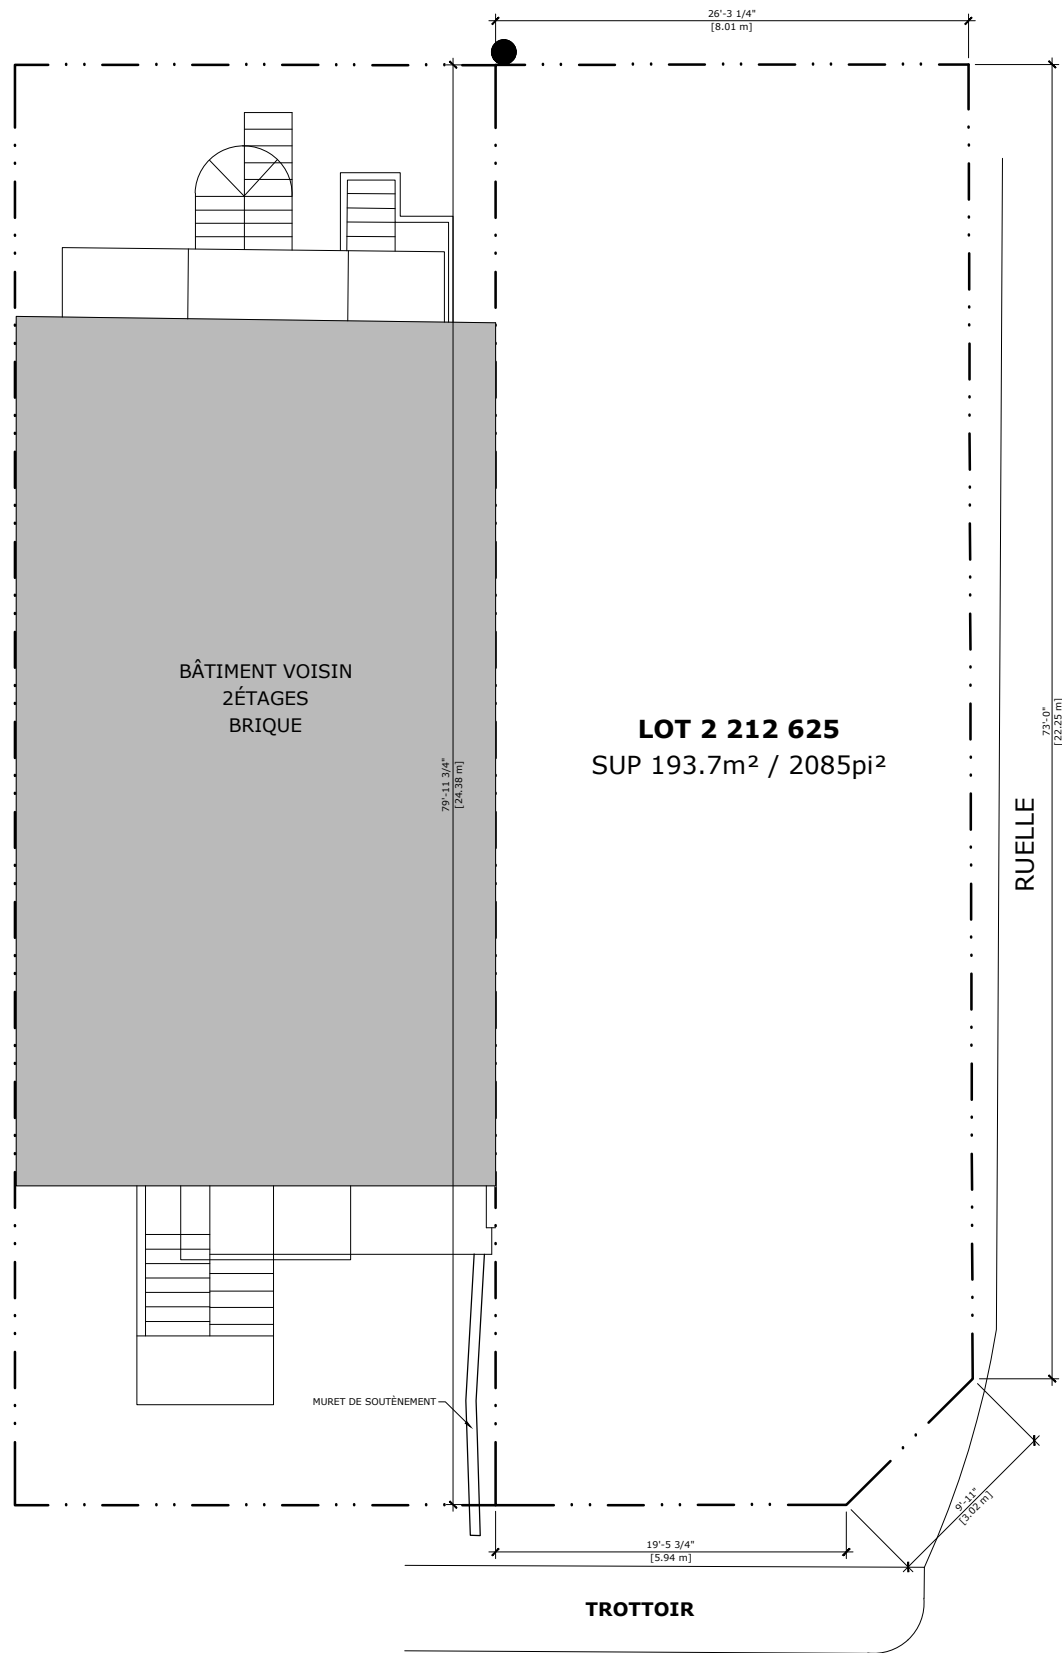 26'-3 1/4"
[8.01 m]
BÂTIMENT VOISIN
2ÉTAGES
BRIQUE
79'-11 3/4"
[24.38 m]
LOT 2 212 625
SUP 193.7m² / 2085pi²
73'-0"
[22.25 m]
RUELLE
MURET DE SOUTÈNEMENT
9'-11"
[3.02 m]
19'-5 3/4"
[5.94 m]
TROTTOIR